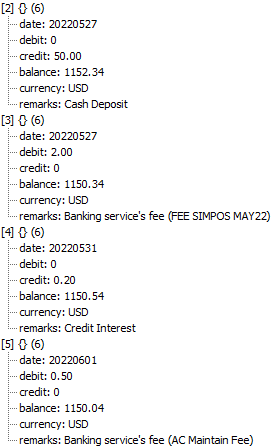 [2] {} (6)
date: 20220527
debit: 0
credit: 50.00
balance: 1152.34
currency: USD
remarks: Cash Deposit
[3] {} (6)
date: 20220527
debit: 2.00
credit: 0
balance: 1150.34
currency: USD
remarks: Banking service's fee (FEE SIMPOS MAY22)
[4] {} (6)
date: 20220531
debit: 0
credit: 0.20
balance: 1150.54
currency: USD
remarks: Credit Interest
[5] {} (6)
date: 20220601
debit: 0.50
credit: 0
balance: 1150.04
currency: USD
remarks: Banking service's fee (AC Maintain Fee)